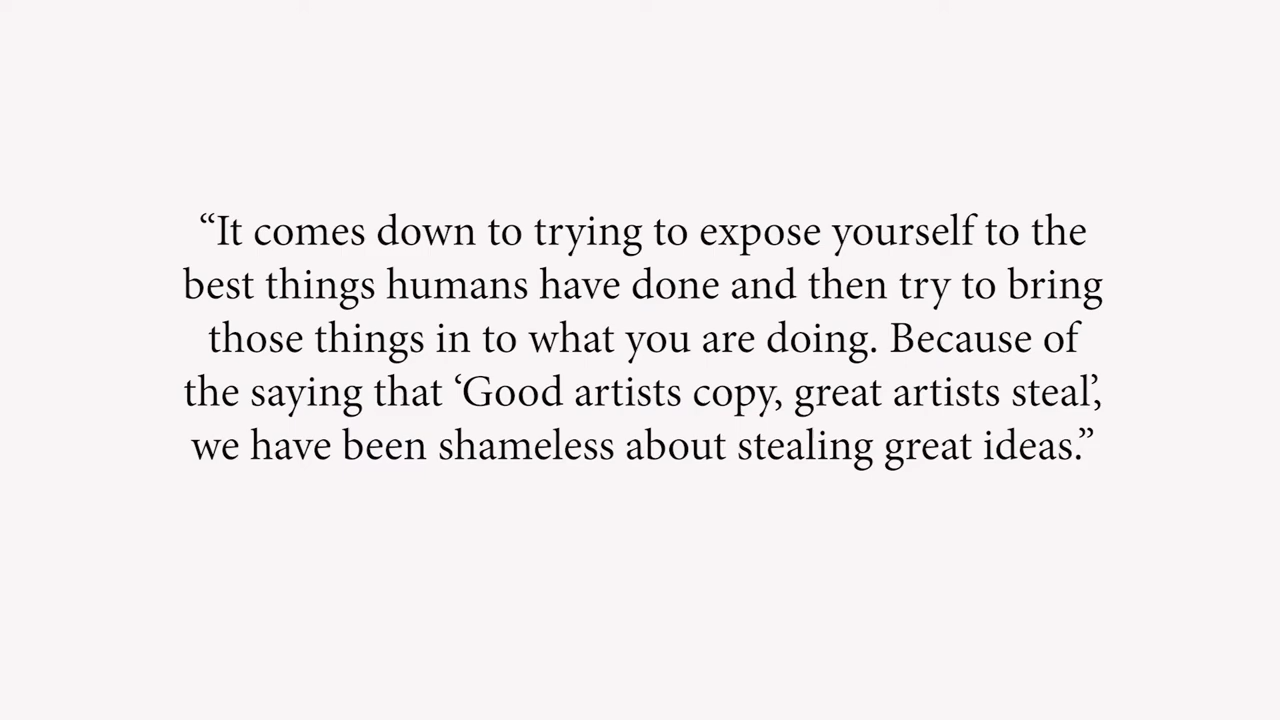 “It comes down to trying to expose yourself to the
best things humans have done and then try to bring
those things in to what you are doing. Because of
the saying that ‘Good artists copy, great artists steal’,
we have been shameless about stealing great ideas.”